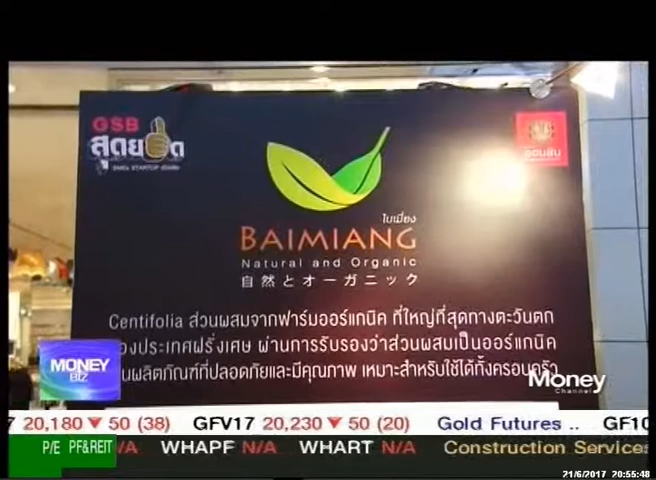 GSB
สุดยอด
SMEs STARTUP ตัวจริง
ออมสิน
ใบเมี่ยง
BAIMIANG
Natural and Organic
自然とオーガニック
Centifolia ส่วนผสมจากฟาร์มออร์แกนิค ที่ใหญ่ที่สุดทางตะวันตก
องประเทศฝรั่งเศษ ผ่านการรับรองว่าส่วนผสมเป็นออร์แกนิค
นผลิตภัณฑ์ที่ปลอดภัยและมีคุณภาพ เหมาะสำหรับใช้ได้ทั้งครอบครัว
MONEY
BIZ
Money
Channel
7 20,180 ▼ 50 (38) GFV17 20,230 ▼ 50 (20) Gold Futures .. GF10
P/E PF&REIT /A WHAPF N/A WHART N/A Construction Services
21/6/2017 20:55:48